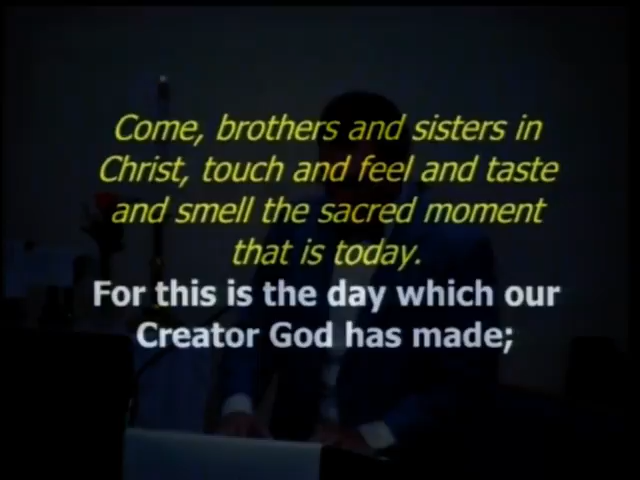 Come, brothers and sisters in
Christ, touch and feel and taste
and smell the sacred moment
that is today.
For this is the day which our
Creator God has made;